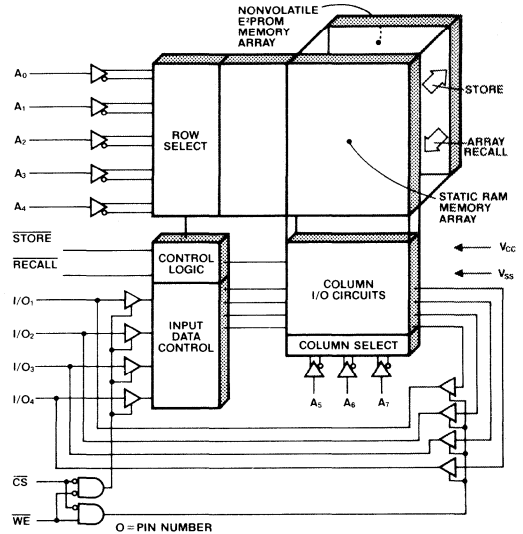 NONVOLATILE
E²PROM
MEMORY
ARRAY
A₀
A₁
A₂
A₃
A₄
ROW
SELECT
STORE
ARRAY
RECALL
STATIC RAM
MEMORY
ARRAY
STORE
RECALL
CONTROL
LOGIC
VCC
VSS
COLUMN
I/O CIRCUITS
I/O₁
I/O₂
I/O₃
I/O₄
INPUT
DATA
CONTROL
COLUMN SELECT
A₅ A₆ A₇
CS
WE
O = PIN NUMBER